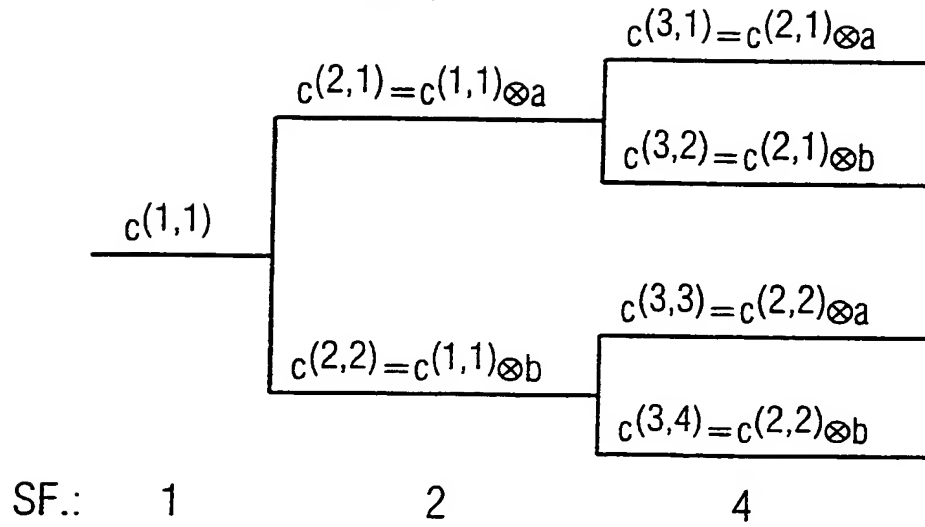 c(3,1)=c(2,1)⊗a
c(2,1)=c(1,1)⊗a
c(3,2)=c(2,1)⊗b
c(1,1)
c(3,3)=c(2,2)⊗a
c(2,2)=c(1,1)⊗b
c(3,4)=c(2,2)⊗b
SF.: 1 2 4